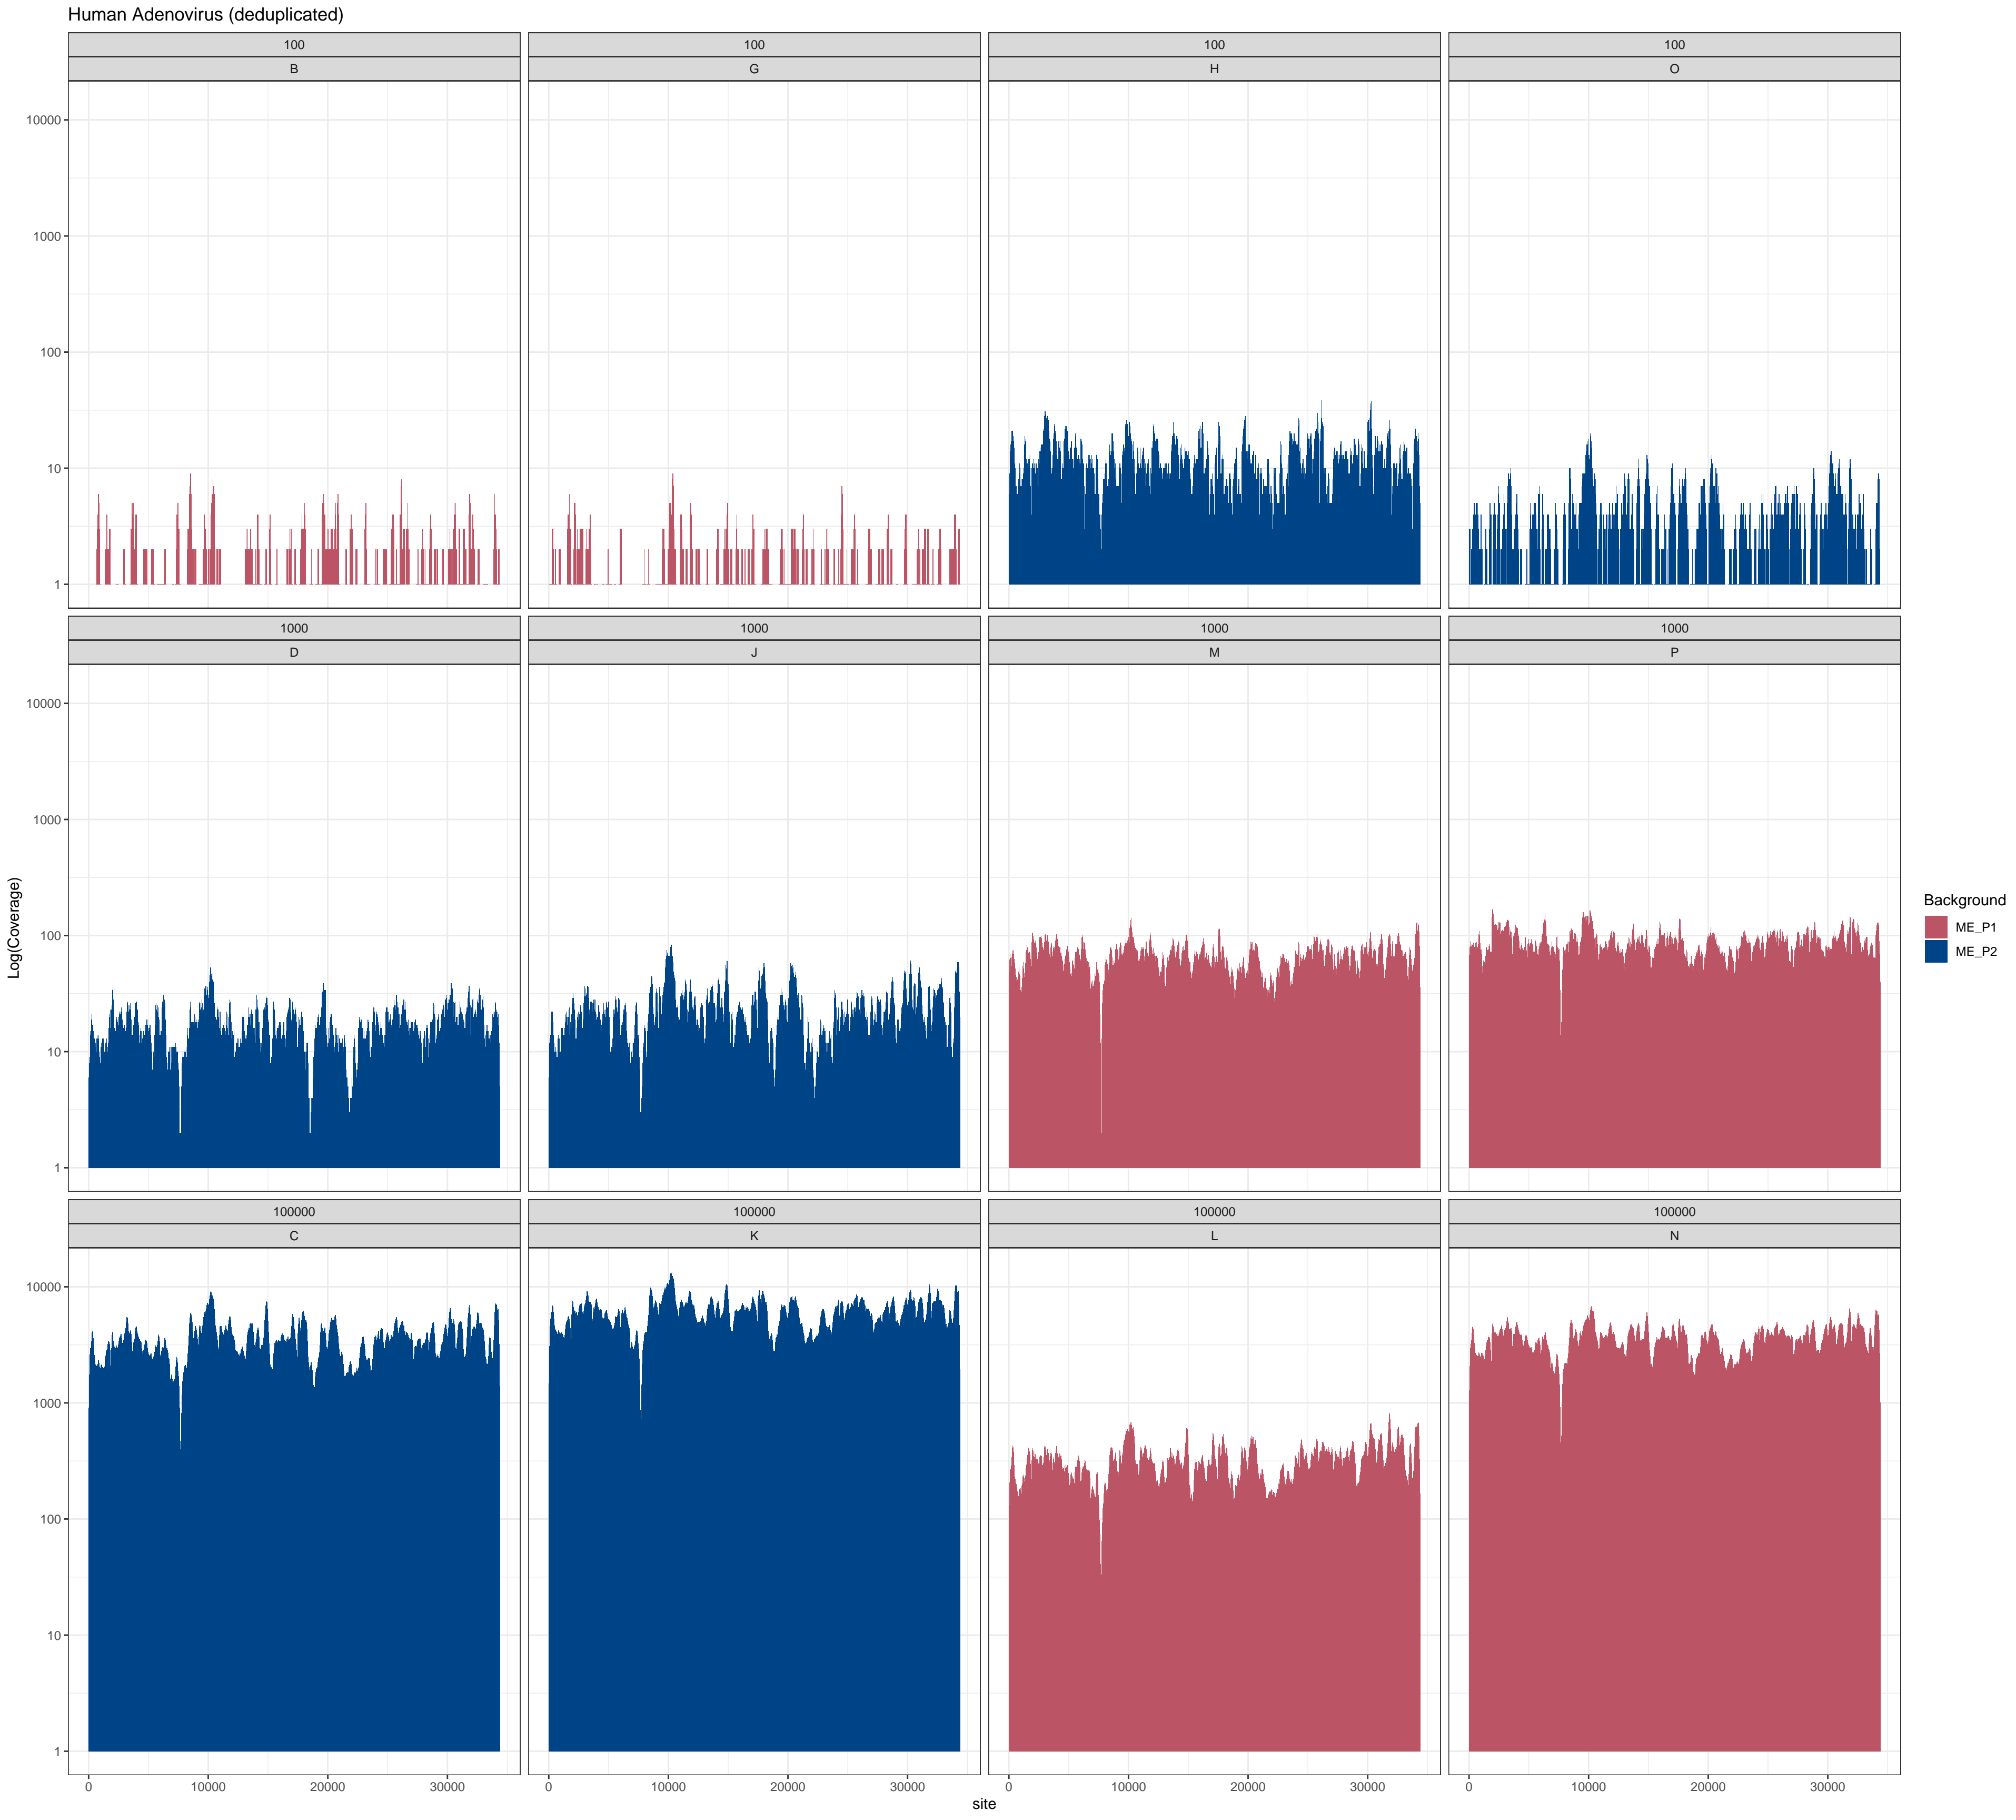 Human Adenovirus (deduplicated)
100 100 100 100
B G H O
10000
1000
100
10
1
1000 1000 1000 1000
D J M P
10000
1000
100
10
1
100000 100000 100000 100000
C K L N
10000
1000
100
10
1
0 10000 20000 30000 0 10000 20000 30000 0 10000 20000 30000 0 10000 20000 30000
site
Log(Coverage)
Background
ME_P1
ME_P2